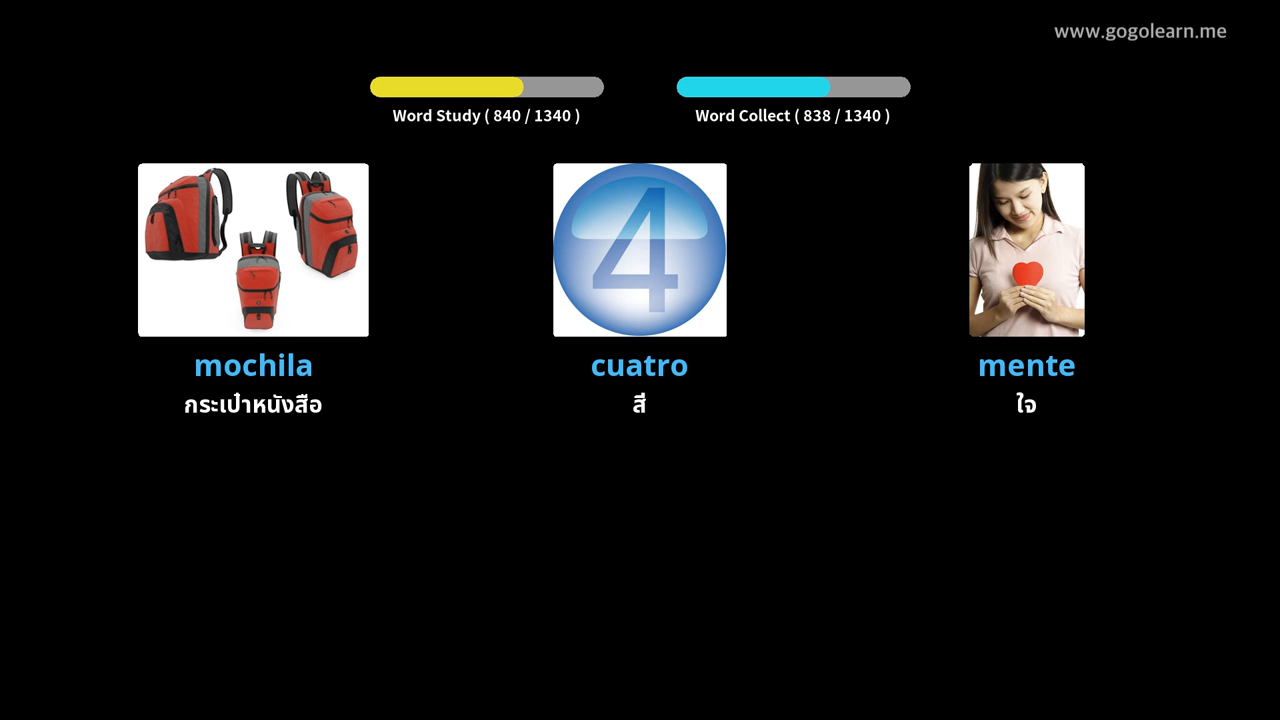 www.gogolearn.me
Word Study ( 840 / 1340 )
Word Collect ( 838 / 1340 )
4
mochila
cuatro
mente
กระเป๋าหนังสือ
สี่
ใจ